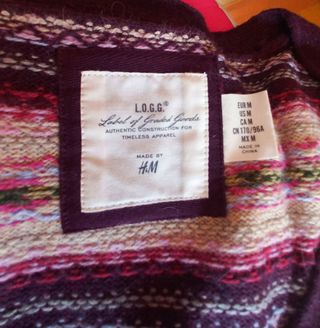 L.O.G.G.®
Label of Graded Goods
AUTHENTIC CONSTRUCTION FOR
TIMELESS APPAREL
MADE BY
H&M
EUR M
US M
CA M
CN 170/96A
MX M
MADE IN
CHINA